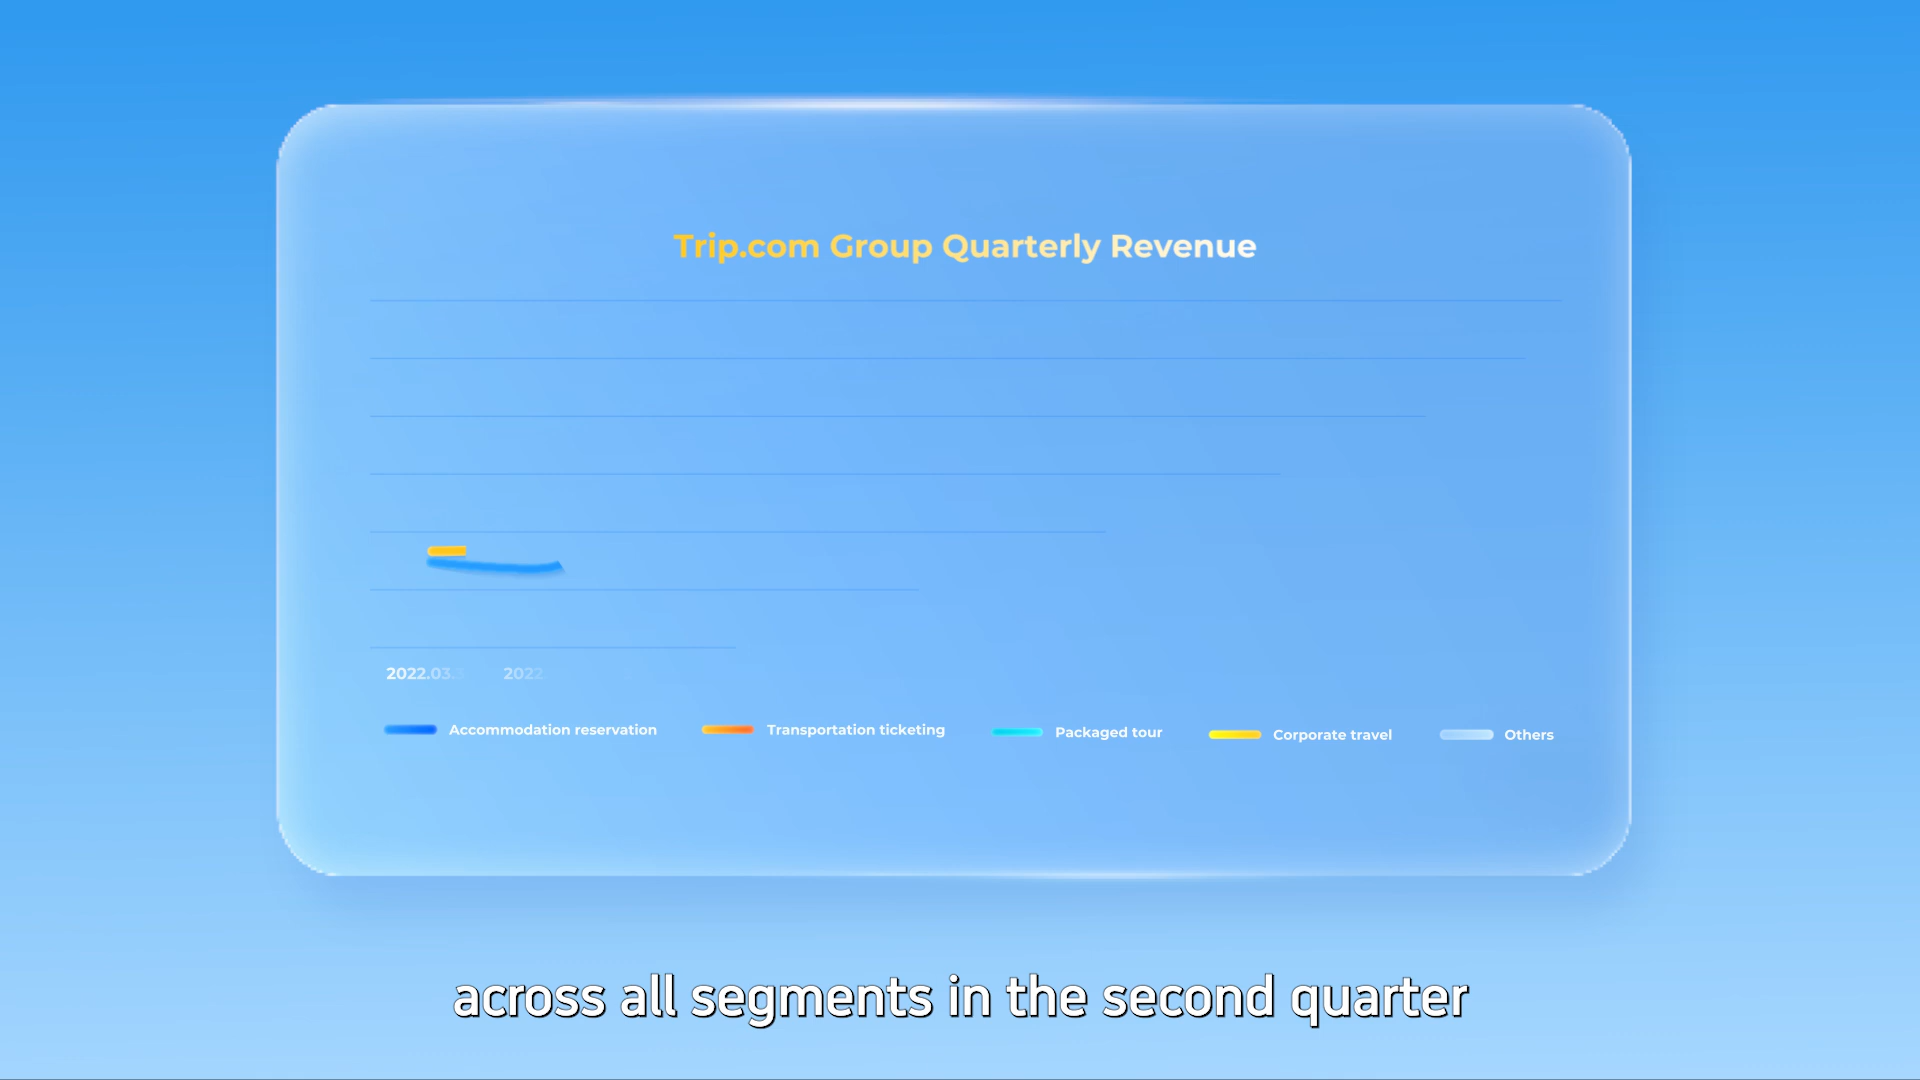 Trip.com Group Quarterly Revenue
2022.03. 2022.
Accommodation reservation Transportation ticketing Packaged tour Corporate travel Others
across all segments in the second quarter